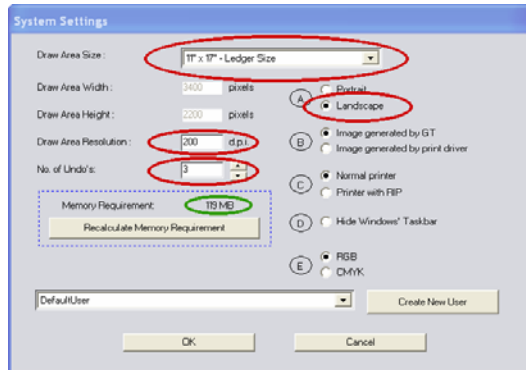 System Settings
Draw Area Size :
11" x 17" - Ledger Size
Draw Area Width :
3400
pixels
A
Portrait
Landscape
Draw Area Height :
2200
pixels
Draw Area Resolution :
200
d.p.i.
B
Image generated by GT
Image generated by print driver
No. of Undo's:
3
C
Normal printer
Printer with RIP
Memory Requirement:
119 MB
Recalculate Memory Requirement
D
Hide Windows' Taskbar
E
RGB
CMYK
DefaultUser
Create New User
OK
Cancel